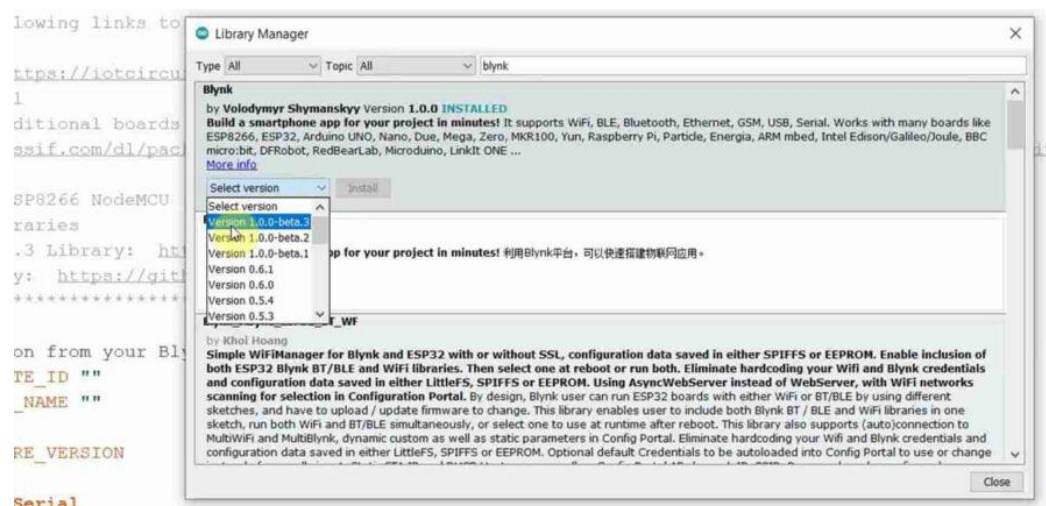 lowing links to
Library Manager
ttps://iotcircui
Type All Topic All blynk
Blynk
by Volodymyr Shymanskyy Version 1.0.0 INSTALLED
Build a smartphone app for your project in minutes! It supports WiFi, BLE, Bluetooth, Ethernet, GSM, USB, Serial. Works with many boards like
ESP8266, ESP32, Arduino UNO, Nano, Due, Mega, Zero, MKR100, Yun, Raspberry Pi, Particle, Energia, ARM mbed, Intel Edison/Galileo/Joule, BBC
micro:bit, DFRobot, RedBearLab, Microduino, LinkIt ONE ...
More info
l
ditional boards
ssif.com/dl/pac
Select version Install
Select version
Version 1.0.0-beta.3
Version 1.0.0-beta.2
Version 1.0.0-beta.1
Version 0.6.1
Version 0.6.0
Version 0.5.4
Version 0.5.3
SP8266 NodeMCU
raries
.3 Library: ht
y: https://git
******************
pp for your project in minutes! 利用Blynk平台，可以快速搭建物联网应用。
T_WF
by Khoi Hoang
Simple WiFiManager for Blynk and ESP32 with or without SSL, configuration data saved in either SPIFFS or EEPROM. Enable inclusion of
both ESP32 Blynk BT/BLE and WiFi libraries. Then select one at reboot or run both. Eliminate hardcoding your Wifi and Blynk credentials
and configuration data saved in either LittleFS, SPIFFS or EEPROM. Using AsyncWebServer instead of WebServer, with WiFi networks
scanning for selection in Configuration Portal. By design, Blynk user can run ESP32 boards with either WiFi or BT/BLE by using different
sketches, and have to upload / update firmware to change. This library enables user to include both Blynk BT / BLE and WiFi libraries in one
sketch, run both WiFi and BT/BLE simultaneously, or select one to use at runtime after reboot. This library also supports (auto)connection to
MultiWiFi and MultiBlynk, dynamic custom as well as static parameters in Config Portal. Eliminate hardcoding your Wifi and Blynk credentials and
configuration data saved in either LittleFS, SPIFFS or EEPROM. Optional default Credentials to be autoloaded into Config Portal to use or change
on from your Bl
TE_ID ""
_NAME ""
RE_VERSION
Close
Serial